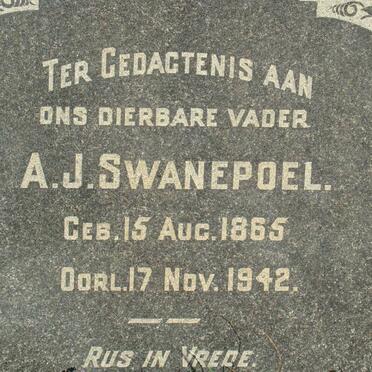 TER GEDACTENIS AAN
ONS DIERBARE VADER
A.J. SWANEPOEL.
GEB. 15 AUG. 1865
OORL. 17 NOV. 1942.
RUS IN VREDE.